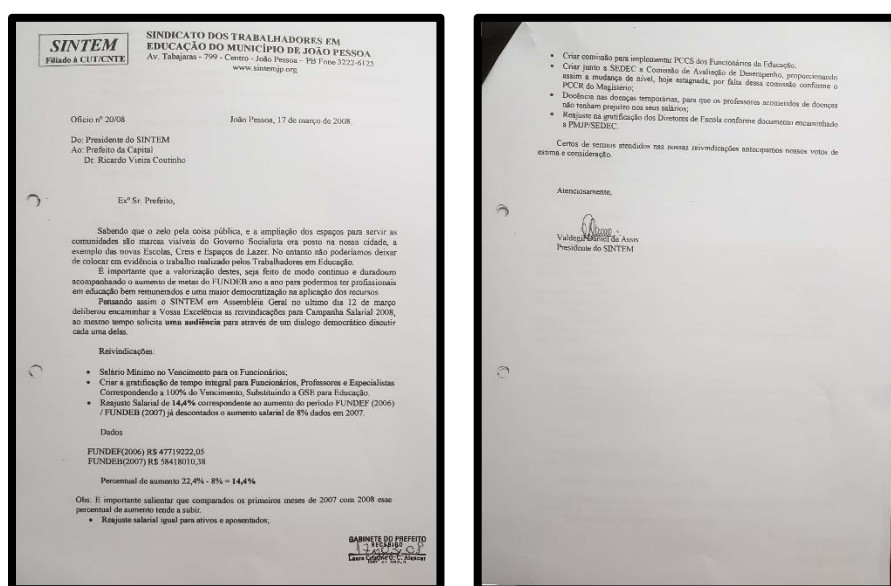 SINTEM
Filiado à CUT/CNTE
SINDICATO DOS TRABALHADORES EM
EDUCAÇÃO DO MUNICÍPIO DE JOÃO PESSOA
Av. Tabajaras - 799 - Centro - João Pessoa – PB Fone 3222-6125
www.sintemjp.org
Oficio nº 20/08 João Pessoa, 17 de março de 2008.
Do: Presidente do SINTEM
Ao: Prefeito da Capital
Dr. Ricardo Vieira Coutinho
Exº Sr. Prefeito,
Sabendo que o zelo pela coisa pública, e a ampliação dos espaços para servir as
comunidades são marcas visíveis do Governo Socialista ora posto na nossa cidade, a
exemplo das novas Escolas, Creis e Espaços de Lazer. No entanto não poderíamos deixar
de colocar em evidência o trabalho realizado pelos Trabalhadores em Educação.
É importante que a valorização destes, seja feito de modo continuo e duradouro
acompanhando o aumento de metas do FUNDEB ano a ano para podermos ter profissionais
em educação bem remunerados e uma maior democratização na aplicação dos recursos.
Pensando assim o SINTEM em Assembléia Geral no ultimo dia 12 de março
deliberou encaminhar a Vossa Excelência as reivindicações para Campanha Salarial 2008,
ao mesmo tempo solicita uma audiência para através de um dialogo democrático discutir
cada uma delas.
Reivindicações:
• Salário Mínimo no Vencimento para os Funcionários;
• Criar a gratificação de tempo integral para Funcionários, Professores e Especialistas
Correspondendo a 100% do Vencimento, Substituindo a GSE para Educação.
• Reajuste Salarial de 14,4% correspondente ao aumento do período FUNDEF (2006)
/ FUNDEB (2007) já descontados o aumento salarial de 8% dados em 2007.
Dados
FUNDEF(2006) R$ 47719222,05
FUNDEB(2007) R$ 58418010,38
Percentual de aumento 22,4% - 8% = 14,4%
Obs: E importante salientar que comparados os primeiros meses de 2007 com 2008 esse
percentual de aumento tende a subir.
• Reajuste salarial igual para ativos e aposentados;
GABINETE DO PREFEITO
RECEBIDO
17/03/08
• Criar comissão para implementar PCCS dos Funcionários da Educação;
• Criar junto a SEDEC a Comissão de Avaliação de Desempenho, proporcionando
assim a mudança de nível, hoje estagnada, por falta dessa comissão conforme o
PCCR do Magistério;
• Docência nas doenças temporárias, para que os professores acometidos de doenças
não tenham prejuízo nos seus salários;
• Reajuste na gratificação dos Diretores de Escola conforme documento encaminhado
a PMJP/SEDEC.
Certos de sermos atendidos nas nossas reivindicações antecipamos nossos votos de
estima e consideração.
Atenciosamente,
Valdegil Daniel de Assis
Presidente do SINTEM